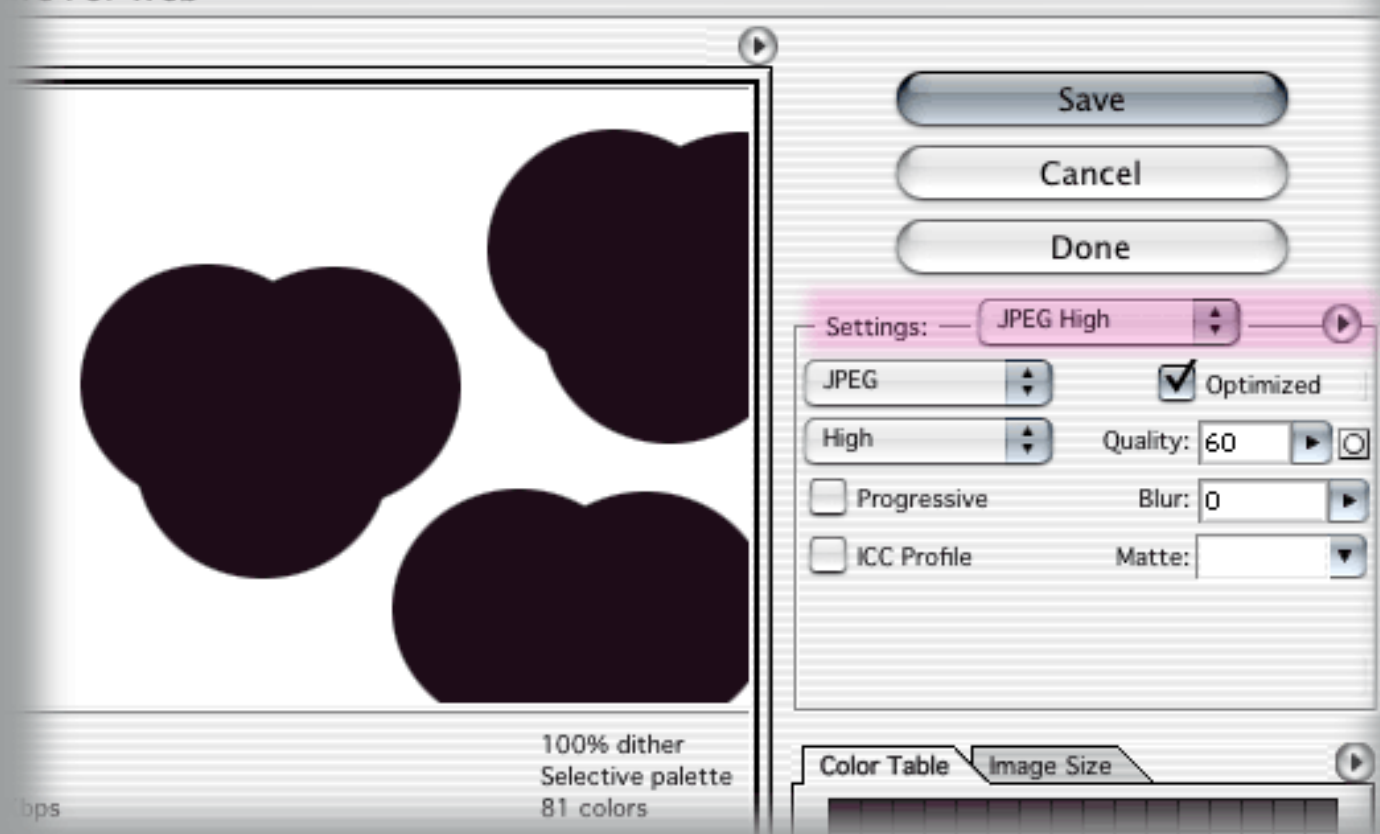 Save
Cancel
Done
Settings: JPEG High
JPEG
Optimized
High
Quality: 60
Progressive
Blur: 0
ICC Profile
Matte:
100% dither
Selective palette
bps
81 colors
Color Table
Image Size